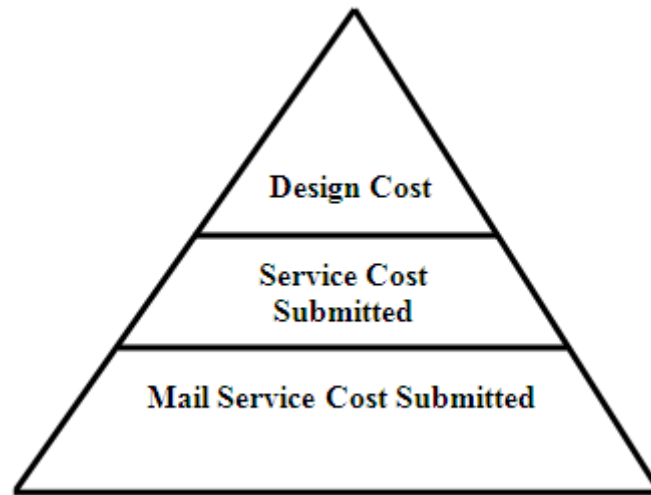 Design Cost
Service Cost
Submitted
Mail Service Cost Submitted